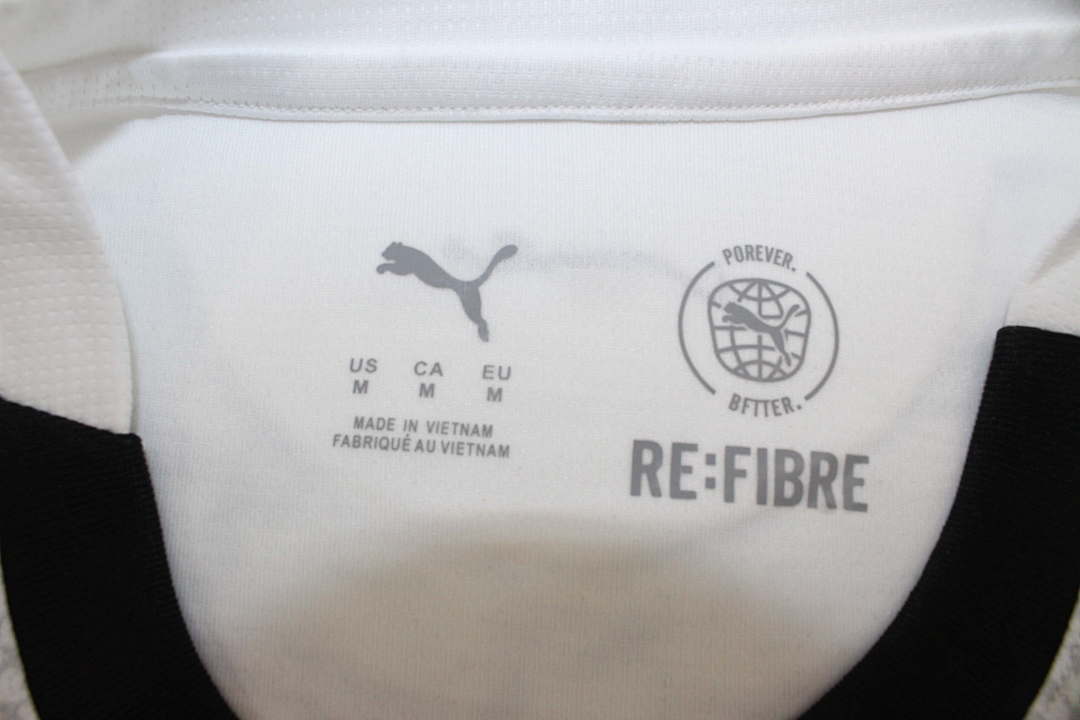 US CA EU
M M M
MADE IN VIETNAM
FABRIQUÉ AU VIETNAM
POREVER.
BFTTER.
RE:FIBRE